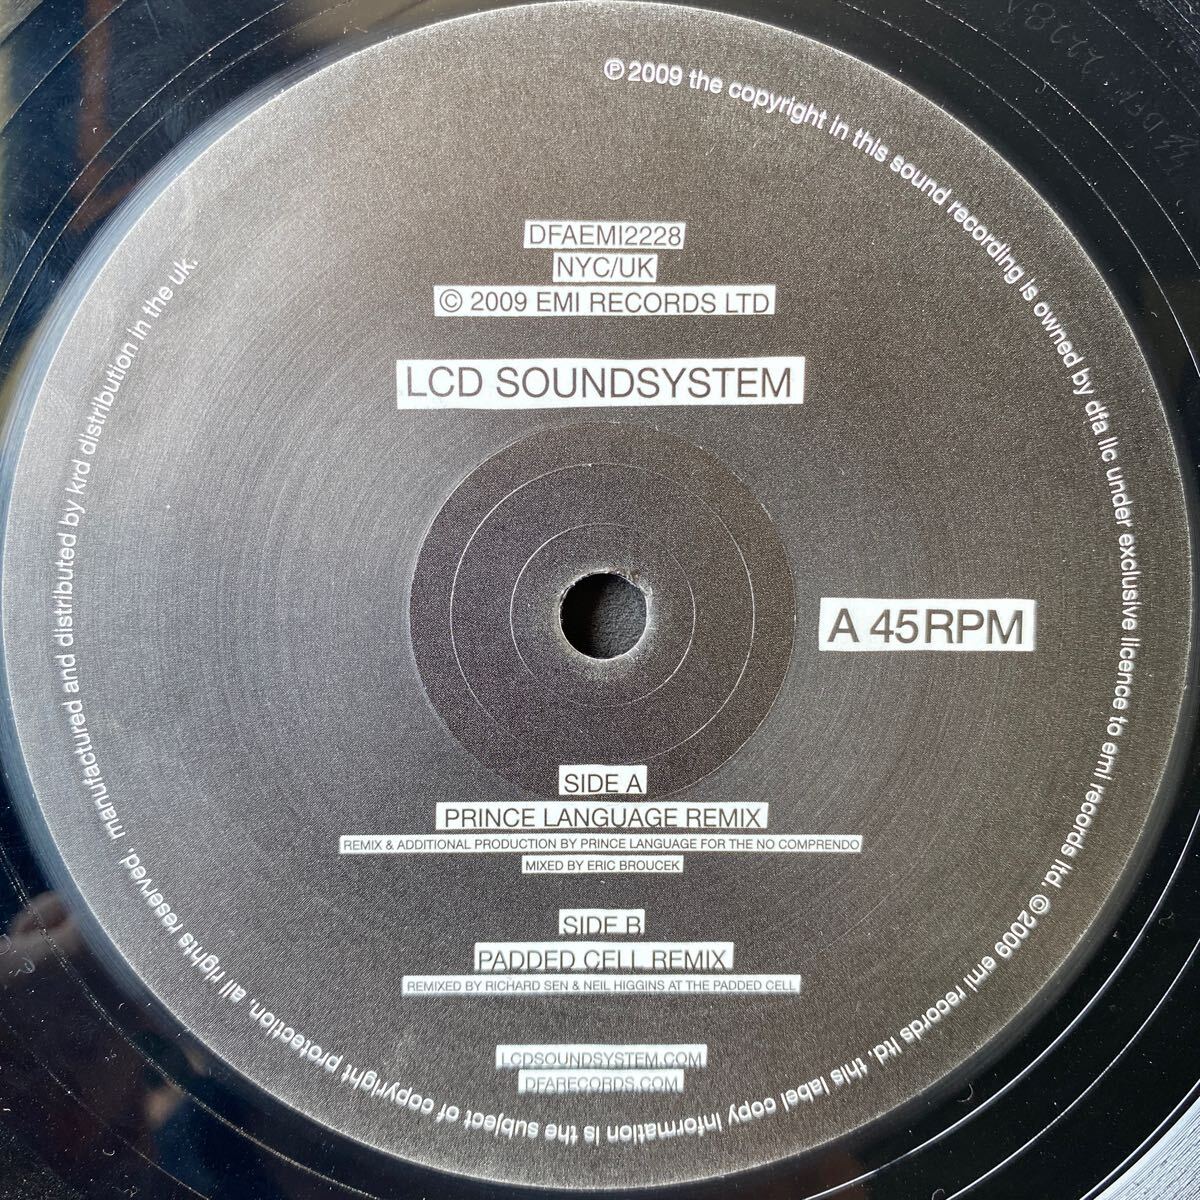 ℗ 2009 the copyright in this sound recording is owned by dfa llc under exclusive licence to emi records ltd. © 2009 emi records ltd. this label copy information is the subject of copyright protection. all rights reserved. manufactured and distributed by krd distribution in the uk.
DFAEMI2228
NYC/UK
© 2009 EMI RECORDS LTD
LCD SOUNDSYSTEM
A 45RPM
SIDE A
PRINCE LANGUAGE REMIX
REMIX & ADDITIONAL PRODUCTION BY PRINCE LANGUAGE FOR THE NO COMPRENDO
MIXED BY ERIC BROUCEK
SIDE B
PADDED CELL REMIX
REMIXED BY RICHARD SEN & NEIL HIGGINS AT THE PADDED CELL
LCDSOUNDSYSTEM.COM
DFARECORDS.COM